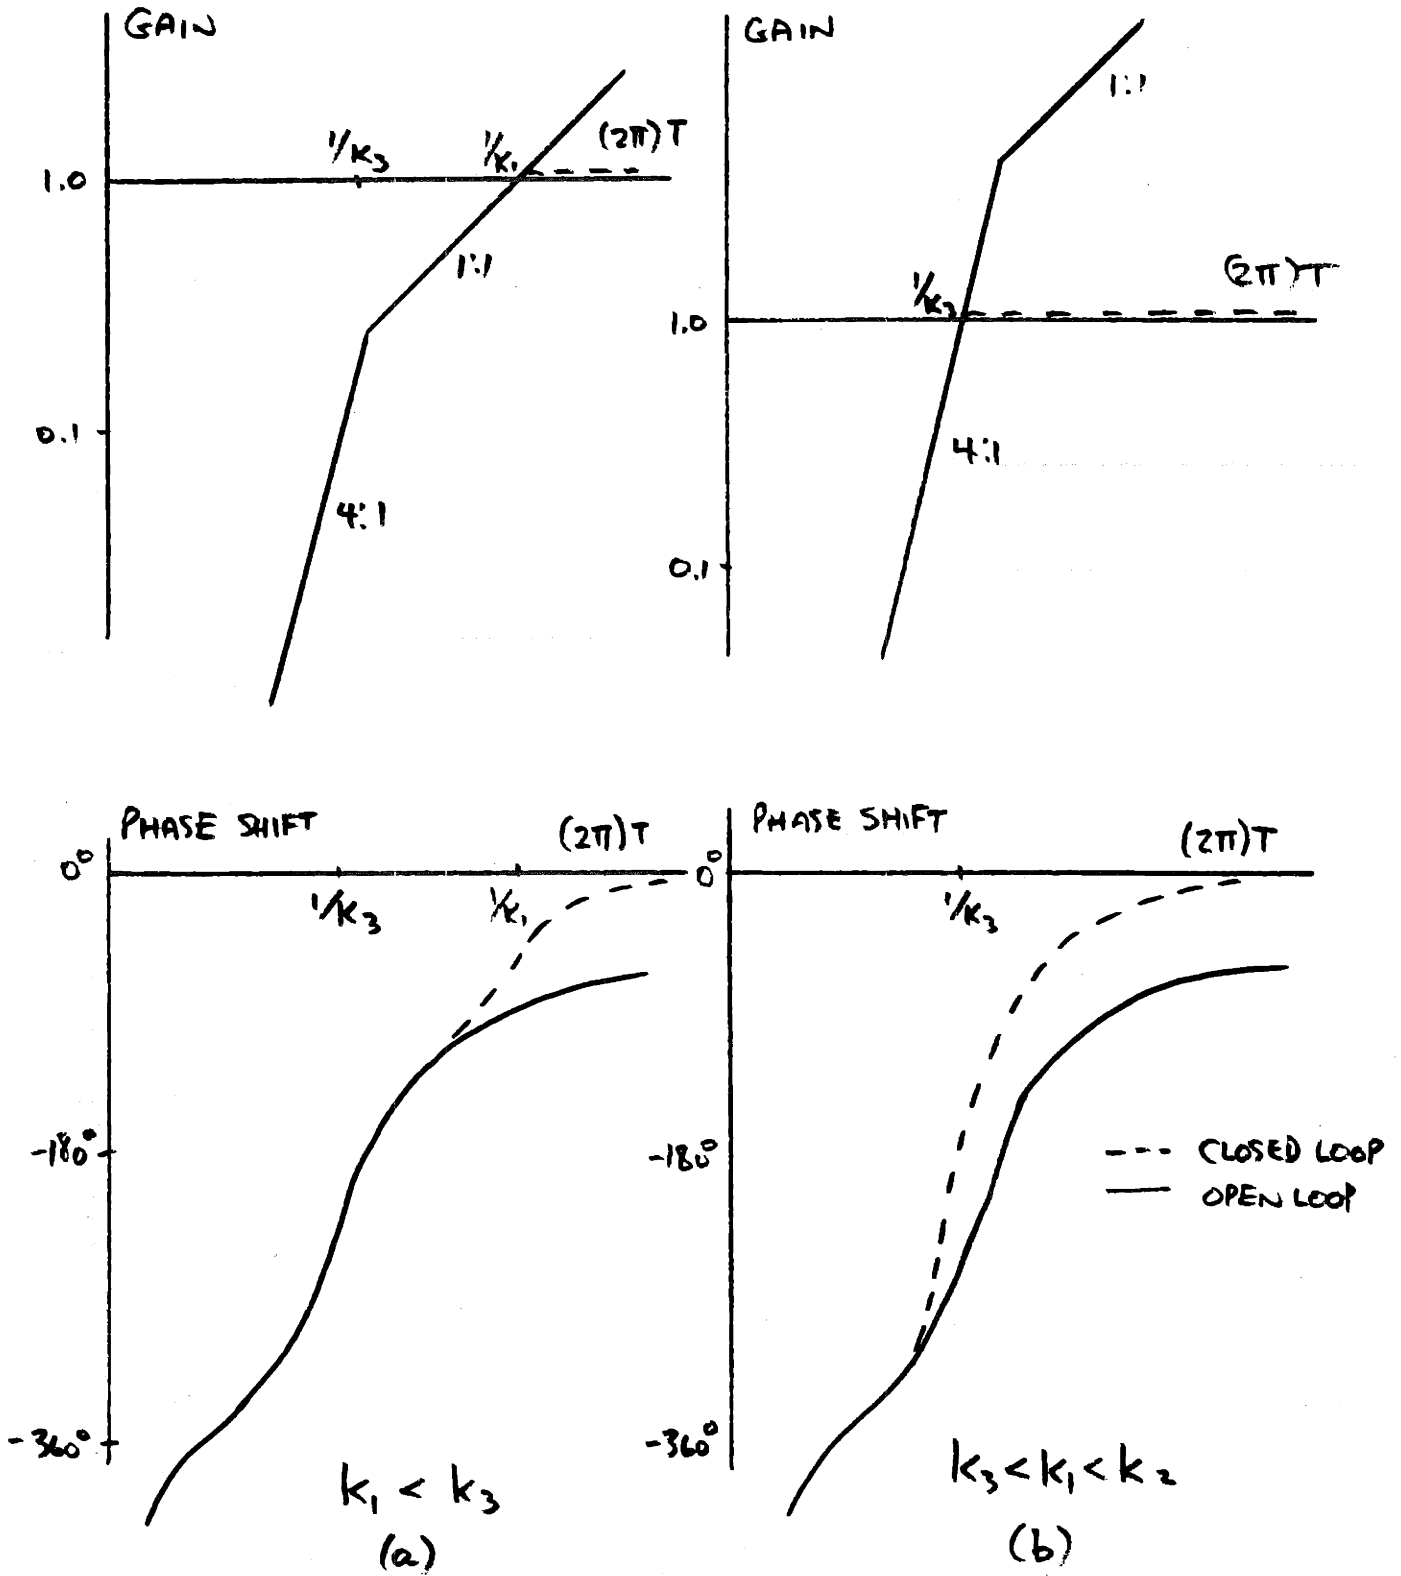 GAIN
(2π)T
1/K₃
1/K₁
1.0
1:1
0.1
4:1
GAIN
1:1
(2π)T
1/K₃
1.0
4:1
0.1
PHASE SHIFT
(2π)T
0°
1/K₃
1/K₁
-180°
-360°
K₁ < K₃
(a)
PHASE SHIFT
(2π)T
0°
1/K₃
-180°
--- CLOSED LOOP
— OPEN LOOP
-360°
K₃ < K₁ < K₂
(b)